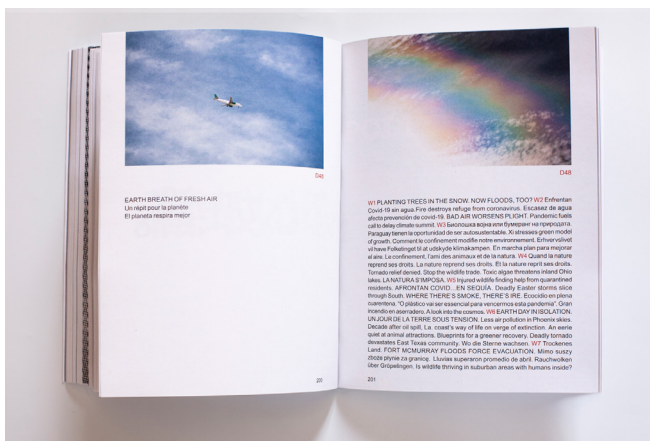 D45
EARTH BREATH OF FRESH AIR
Un répit pour la planète
El planeta respira mejor
200
D48
W1 PLANTING TREES IN THE SNOW. NOW FLOODS, TOO? W2 Enfrentan
Covid-19 sin agua.Fire destroys refuge from coronavirus. Escasez de agua
afecta prevención de covid-19. BAD AIR WORSENS PLIGHT. Pandemic fuels
call to delay climate summit. W3 Биолошка война или бумеранг на природата.
Paraguay tienen la oportunidad de ser autosustentable. Xi stresses green model
of growth. Comment le confinement modifie notre environnement. Erhvervslivet
vil have Folketinget til at udskyde klimakampen. En marcha plan para mejorar
el aire. Le confinement, l'ami des animaux et de la natura. W4 Quand la nature
reprend ses droits. La nature reprend ses droits. Et la nature reprit ses droits.
Tornado relief denied. Stop the wildlife trade. Toxic algae threatens inland Ohio
lakes. LA NATURA S'IMPOSA. W5 Injured wildlife finding help from quarantined
residents. AFRONTAN COVID...EN SEQUÍA. Deadly Easter storms slice
through South. WHERE THERE'S SMOKE, THERE'S IRE. Ecocidio en plena
cuarentena. "O plástico vai ser essencial para vencermos esta pandemia". Gran
incendio en aserradero. A look into the cosmos. W6 EARTH DAY IN ISOLATION.
UN JOUR DE LA TERRE SOUS TENSION. Less air pollution in Phoenix skies.
Decade after oil spill, La. coast's way of life on verge of extinction. An eerie
quiet at animal attractions. Blueprints for a greener recovery. Deadly tornado
devastates East Texas community. Wo die Sterne wachsen. W7 Trockenes
Land. FORT MCMURRAY FLOODS FORCE EVACUATION. Mimo suszy
zboże płynie za granicę. Lluvias superaron promedio de abril. Rauchwolken
über Gröpelingen. Is wildlife thriving in suburban areas with humans inside?
201